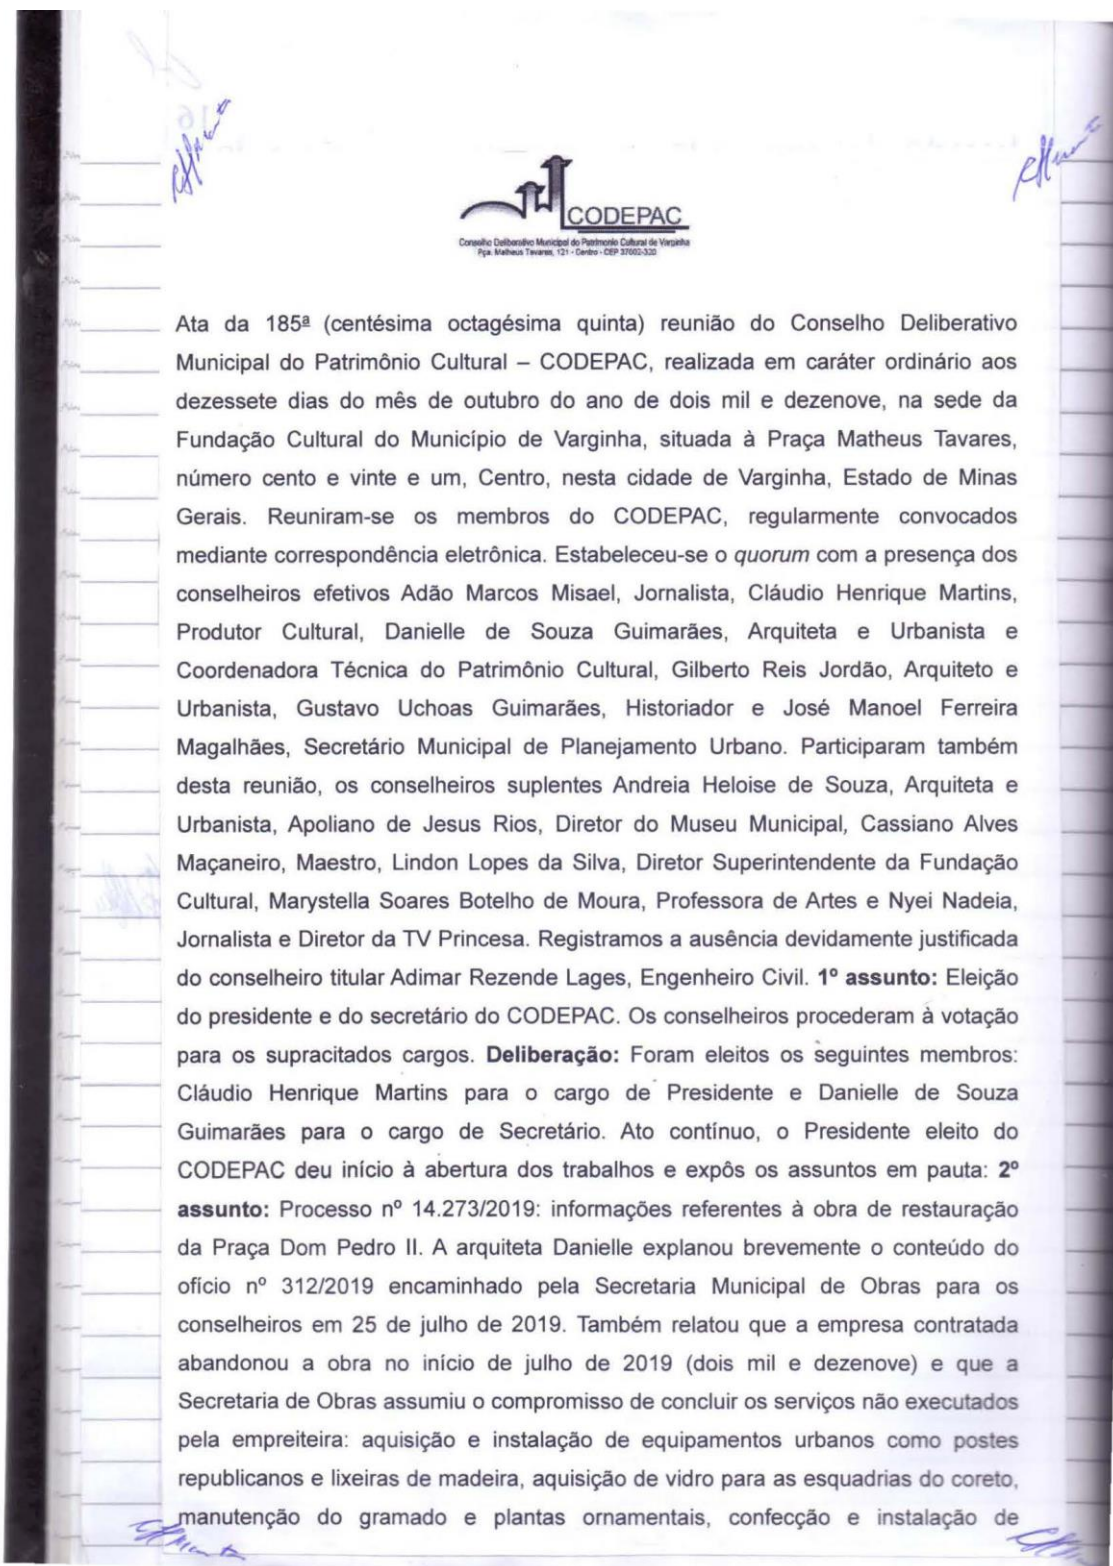 CODEPAC
Conselho Deliberativo Municipal do Patrimonio Cultural de Varginha
Pça. Matheus Tavares, 121 - Centro - CEP 37002-320
Ata da 185ª (centésima octagésima quinta) reunião do Conselho Deliberativo
Municipal do Patrimônio Cultural – CODEPAC, realizada em caráter ordinário aos
dezessete dias do mês de outubro do ano de dois mil e dezenove, na sede da
Fundação Cultural do Município de Varginha, situada à Praça Matheus Tavares,
número cento e vinte e um, Centro, nesta cidade de Varginha, Estado de Minas
Gerais. Reuniram-se os membros do CODEPAC, regularmente convocados
mediante correspondência eletrônica. Estabeleceu-se o quorum com a presença dos
conselheiros efetivos Adão Marcos Misael, Jornalista, Cláudio Henrique Martins,
Produtor Cultural, Danielle de Souza Guimarães, Arquiteta e Urbanista e
Coordenadora Técnica do Patrimônio Cultural, Gilberto Reis Jordão, Arquiteto e
Urbanista, Gustavo Uchoas Guimarães, Historiador e José Manoel Ferreira
Magalhães, Secretário Municipal de Planejamento Urbano. Participaram também
desta reunião, os conselheiros suplentes Andreia Heloise de Souza, Arquiteta e
Urbanista, Apoliano de Jesus Rios, Diretor do Museu Municipal, Cassiano Alves
Maçaneiro, Maestro, Lindon Lopes da Silva, Diretor Superintendente da Fundação
Cultural, Marystella Soares Botelho de Moura, Professora de Artes e Nyei Nadeia,
Jornalista e Diretor da TV Princesa. Registramos a ausência devidamente justificada
do conselheiro titular Adimar Rezende Lages, Engenheiro Civil. 1º assunto: Eleição
do presidente e do secretário do CODEPAC. Os conselheiros procederam à votação
para os supracitados cargos. Deliberação: Foram eleitos os seguintes membros:
Cláudio Henrique Martins para o cargo de Presidente e Danielle de Souza
Guimarães para o cargo de Secretário. Ato contínuo, o Presidente eleito do
CODEPAC deu início à abertura dos trabalhos e expôs os assuntos em pauta: 2º
assunto: Processo nº 14.273/2019: informações referentes à obra de restauração
da Praça Dom Pedro II. A arquiteta Danielle explanou brevemente o conteúdo do
ofício nº 312/2019 encaminhado pela Secretaria Municipal de Obras para os
conselheiros em 25 de julho de 2019. Também relatou que a empresa contratada
abandonou a obra no início de julho de 2019 (dois mil e dezenove) e que a
Secretaria de Obras assumiu o compromisso de concluir os serviços não executados
pela empreiteira: aquisição e instalação de equipamentos urbanos como postes
republicanos e lixeiras de madeira, aquisição de vidro para as esquadrias do coreto,
manutenção do gramado e plantas ornamentais, confecção e instalação de